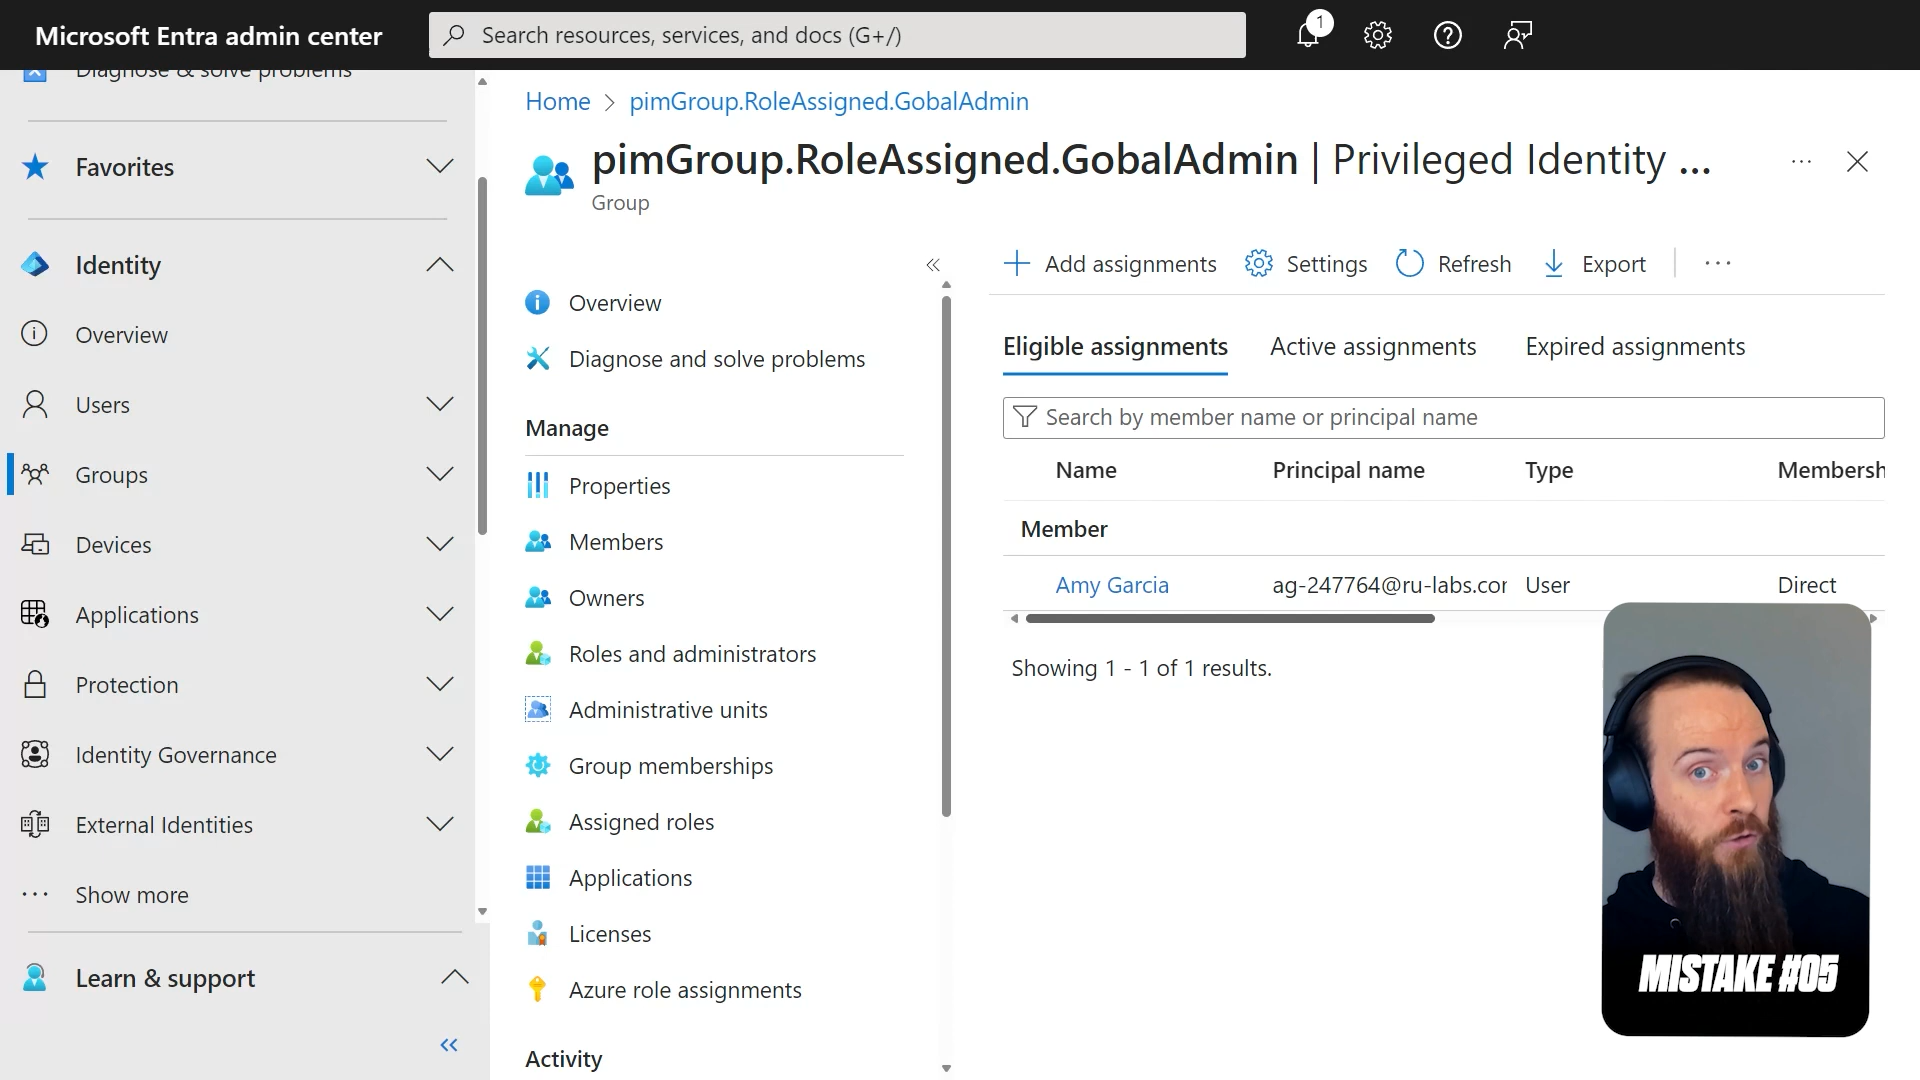 Microsoft Entra admin center
Search resources, services, and docs (G+/)
1
Diagnose & solve problems
Favorites
Identity
Overview
Users
Groups
Devices
Applications
Protection
Identity Governance
External Identities
Show more
Learn & support
Home > pimGroup.RoleAssigned.GobalAdmin
pimGroup.RoleAssigned.GobalAdmin | Privileged Identity ...
Group
Overview
Diagnose and solve problems
Manage
Properties
Members
Owners
Roles and administrators
Administrative units
Group memberships
Assigned roles
Applications
Licenses
Azure role assignments
Activity
Add assignments Settings Refresh Export
Eligible assignments Active assignments Expired assignments
Search by member name or principal name
Name Principal name Type Membersh
Member
Amy Garcia ag-247764@ru-labs.cor User Direct
Showing 1 - 1 of 1 results.
MISTAKE #05